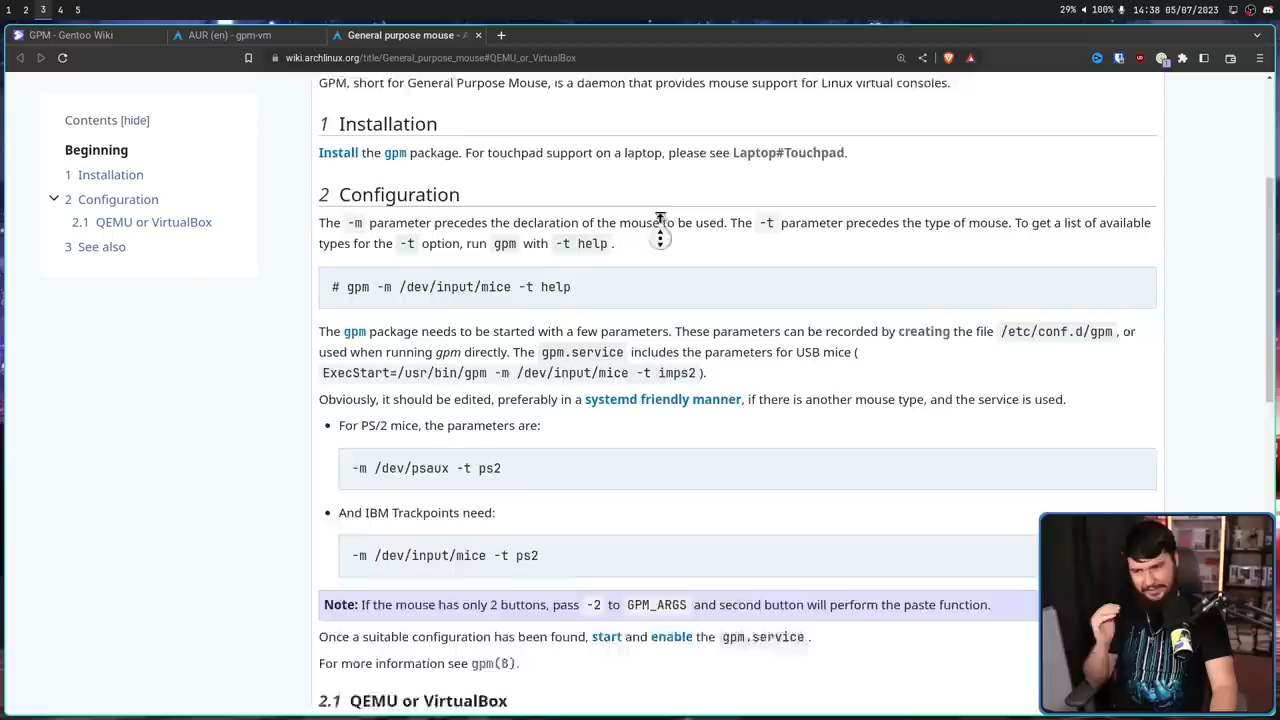 1 2 3 4 5
29% 100% 14:38 05/07/2023
GPM - Gentoo Wiki
AUR (en) - gpm-vm
General purpose mouse -
wiki.archlinux.org/title/General_purpose_mouse#QEMU_or_VirtualBox
Contents [hide]
Beginning
1 Installation
2 Configuration
2.1 QEMU or VirtualBox
3 See also
GPM, short for General Purpose Mouse, is a daemon that provides mouse support for Linux virtual consoles.
1 Installation
Install the gpm package. For touchpad support on a laptop, please see Laptop#Touchpad.
2 Configuration
The -m parameter precedes the declaration of the mouse to be used. The -t parameter precedes the type of mouse. To get a list of available
types for the -t option, run gpm with -t help .
# gpm -m /dev/input/mice -t help
The gpm package needs to be started with a few parameters. These parameters can be recorded by creating the file /etc/conf.d/gpm, or
used when running gpm directly. The gpm.service includes the parameters for USB mice (
ExecStart=/usr/bin/gpm -m /dev/input/mice -t imps2 ).
Obviously, it should be edited, preferably in a systemd friendly manner, if there is another mouse type, and the service is used.
• For PS/2 mice, the parameters are:
-m /dev/psaux -t ps2
• And IBM Trackpoints need:
-m /dev/input/mice -t ps2
Note: If the mouse has only 2 buttons, pass -2 to GPM_ARGS and second button will perform the paste function.
Once a suitable configuration has been found, start and enable the gpm.service .
For more information see gpm(8).
2.1 QEMU or VirtualBox